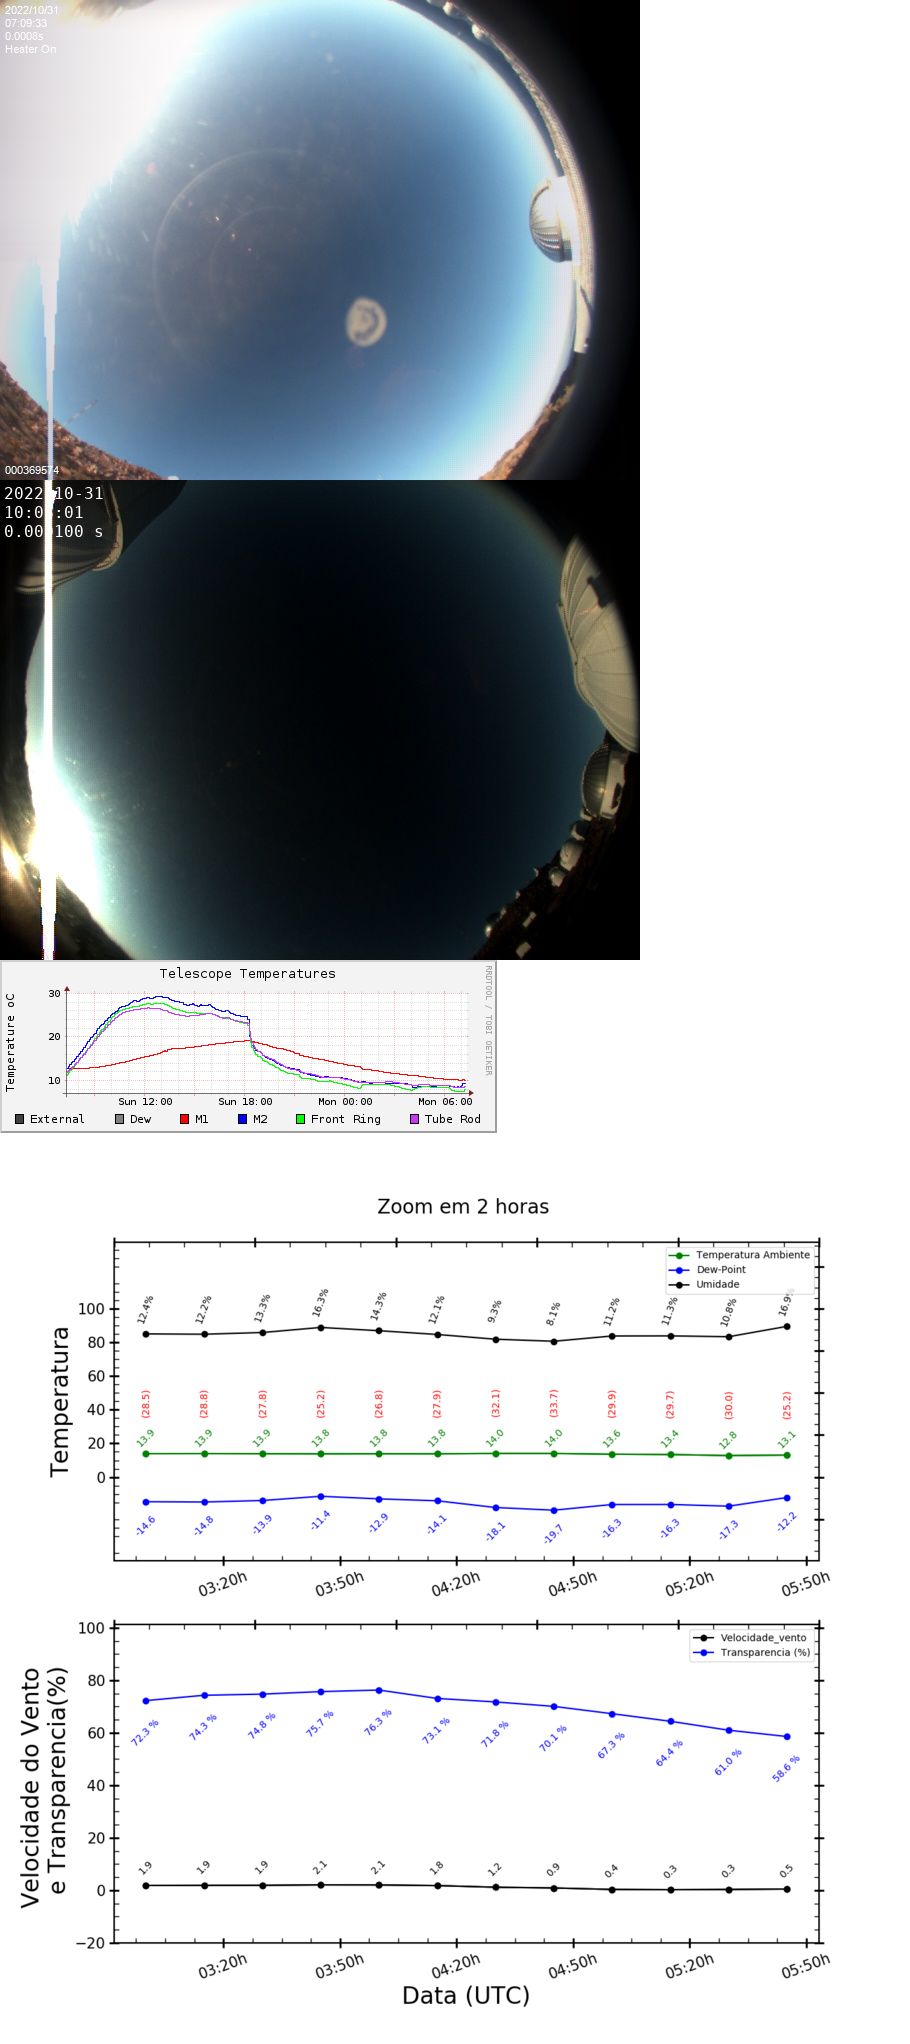 2022/10/31
07:09:33
0.0008s
Heater On
000369574
2022 10-31
10:0 :01
0.00 100 s
Telescope Temperatures
RRDTOOL / TOBI OETIKER
Temperature oC
30
20
10
Sun 12:00 Sun 18:00 Mon 00:00 Mon 06:00
External Dew M1 M2 Front Ring Tube Rod
Zoom em 2 horas
Temperatura Ambiente
Dew-Point
Umidade
Temperatura
100
80
60
40
20
0
12.4% 12.2% 13.3% 16.3% 14.3% 12.1% 9.3% 8.1% 11.2% 11.3% 10.8% 16.9%
(28.5) (28.8) (27.8) (25.2) (26.8) (27.9) (32.1) (33.7) (29.9) (29.7) (30.0) (25.2)
13.9 13.9 13.9 13.8 13.8 13.8 14.0 14.0 13.6 13.4 12.8 13.1
-14.6 -14.8 -13.9 -11.4 -12.9 -14.1 -18.1 -19.7 -16.3 -16.3 -17.3 -12.2
03:20h 03:50h 04:20h 04:50h 05:20h 05:50h
Velocidade_vento
Transparencia (%)
Velocidade do Vento
e Transparencia(%)
100
80
60
40
20
0
−20
72.3 % 74.3 % 74.8 % 75.7 % 76.3 % 73.1 % 71.8 % 70.1 % 67.3 % 64.4 % 61.0 % 58.6 %
1.9 1.9 1.9 2.1 2.1 1.8 1.2 0.9 0.4 0.3 0.3 0.5
03:20h 03:50h 04:20h 04:50h 05:20h 05:50h
Data (UTC)